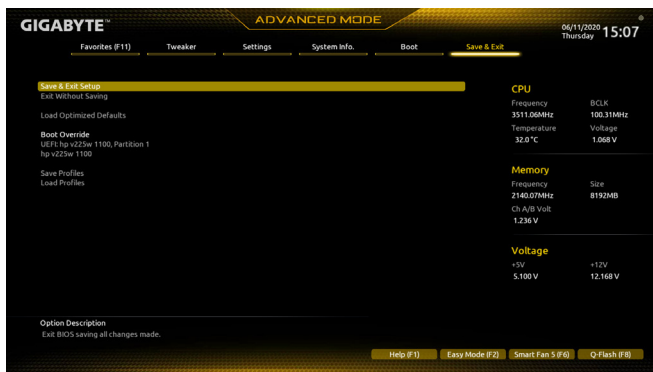 GIGABYTE™
ADVANCED MODE
06/11/2020 Thursday 15:07
Favorites (F11) Tweaker Settings System Info. Boot Save & Exit
Save & Exit Setup
Exit Without Saving
Load Optimized Defaults
Boot Override
UEFI: hp v225w 1100, Partition 1
hp v225w 1100
Save Profiles
Load Profiles
CPU
Frequency BCLK
3511.06MHz 100.31MHz
Temperature Voltage
32.0 °C 1.068 V
Memory
Frequency Size
2140.07MHz 8192MB
Ch A/B Volt
1.236 V
Voltage
+5V +12V
5.100 V 12.168 V
Option Description
Exit BIOS saving all changes made.
Help (F1) Easy Mode (F2) Smart Fan 5 (F6) Q-Flash (F8)